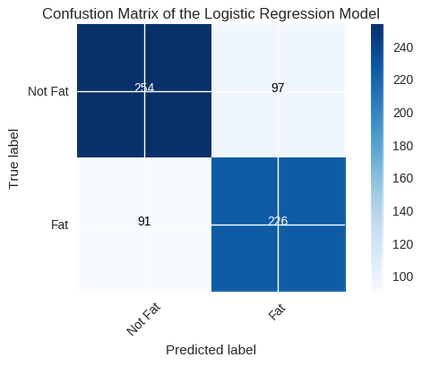 Confustion Matrix of the Logistic Regression Model
Not Fat
254
97
240
220
200
180
160
140
120
100
Fat
91
226
True label
Not Fat
Fat
Predicted label